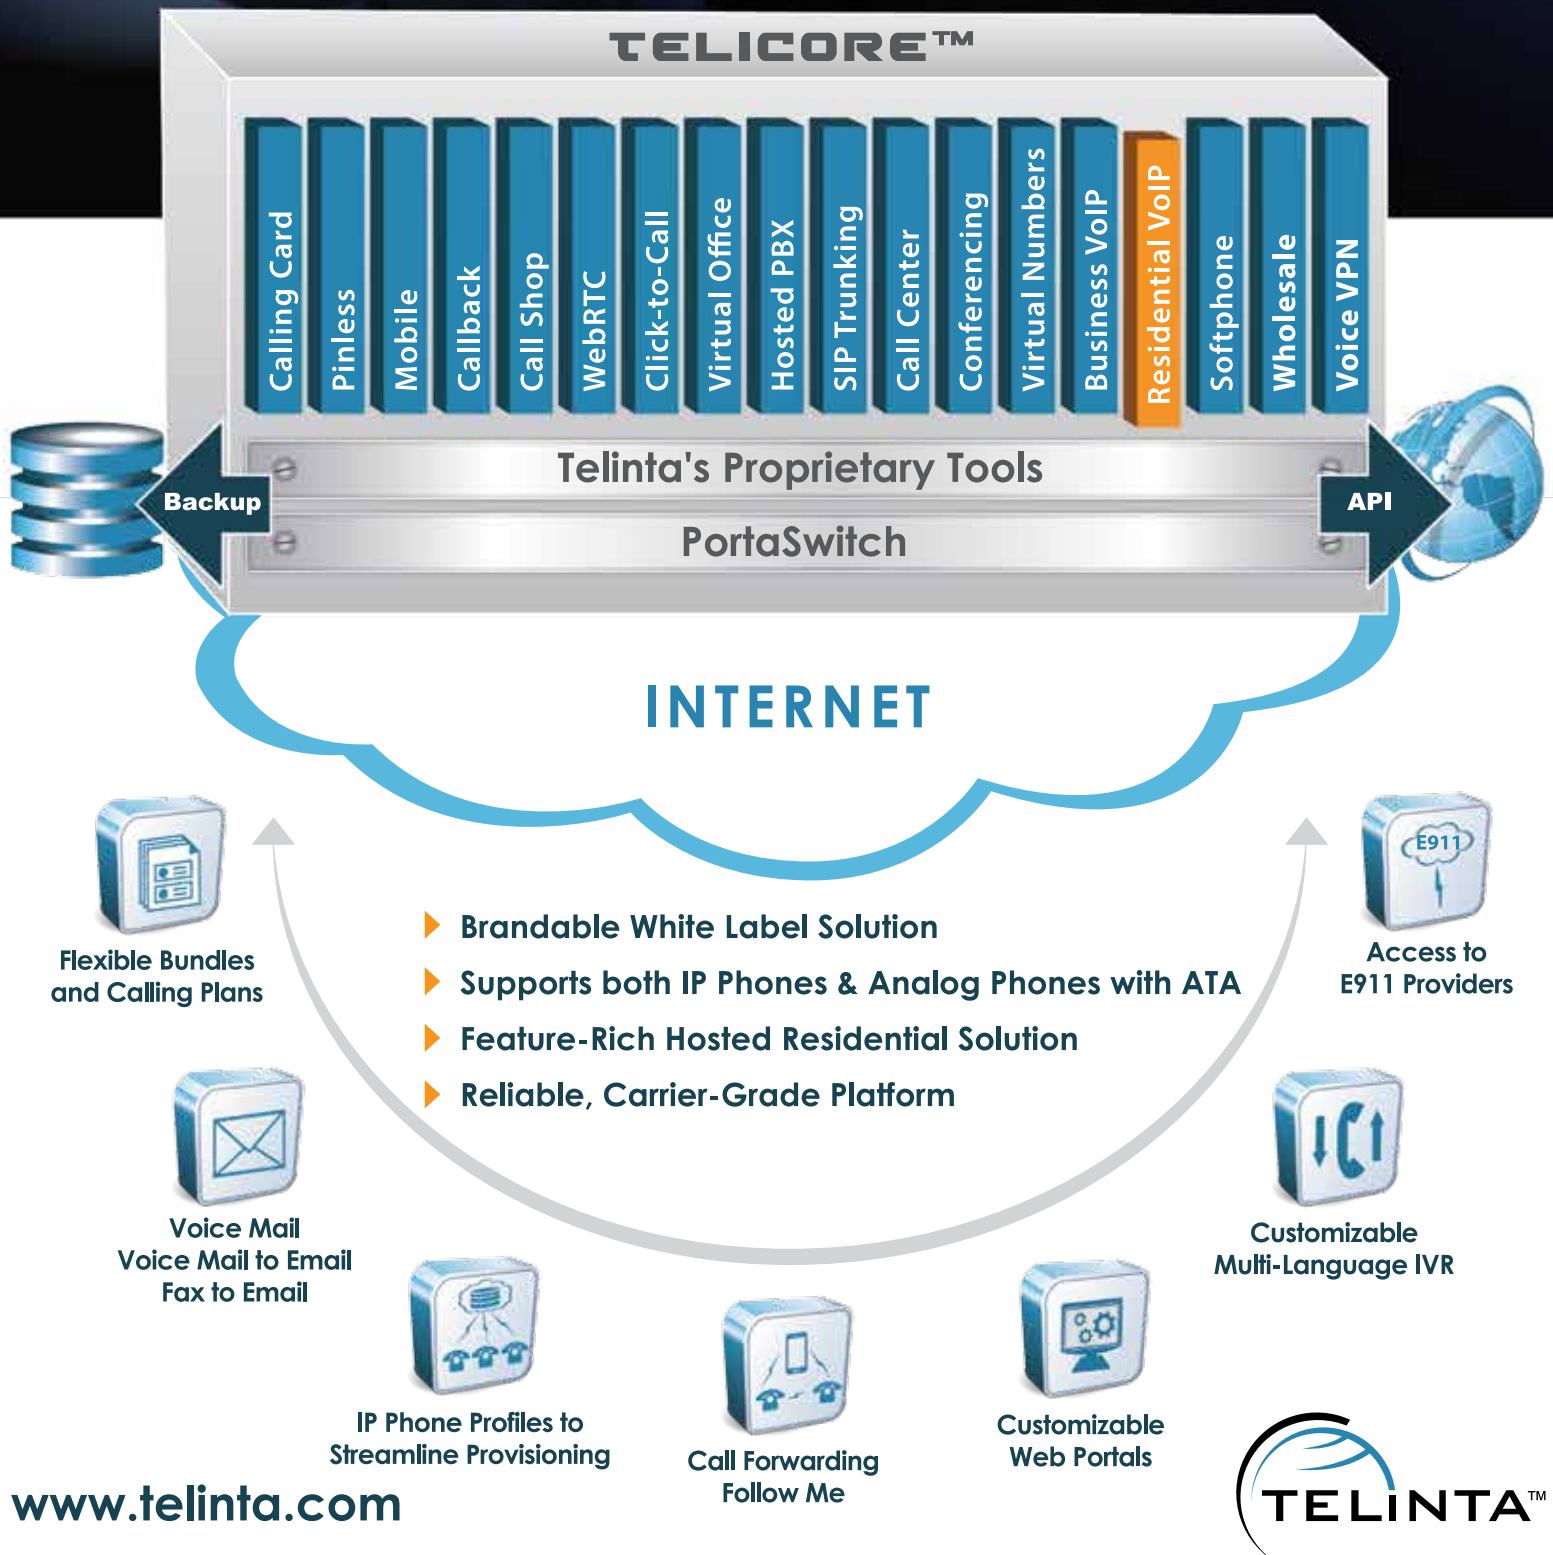 TELICORE™
Calling Card
Pinless
Mobile
Callback
Call Shop
WebRTC
Click-to-Call
Virtual Office
Hosted PBX
SIP Trunking
Call Center
Conferencing
Virtual Numbers
Business VoIP
Residential VoIP
Softphone
Wholesale
Voice VPN
Telinta's Proprietary Tools
Backup
API
PortaSwitch
INTERNET
E911
Brandable White Label Solution
Supports both IP Phones & Analog Phones with ATA
Feature-Rich Hosted Residential Solution
Reliable, Carrier-Grade Platform
Flexible Bundles
and Calling Plans
Access to
E911 Providers
Voice Mail
Voice Mail to Email
Fax to Email
Customizable
Multi-Language IVR
IP Phone Profiles to
Streamline Provisioning
Call Forwarding
Follow Me
Customizable
Web Portals
www.telinta.com
TELINTA™